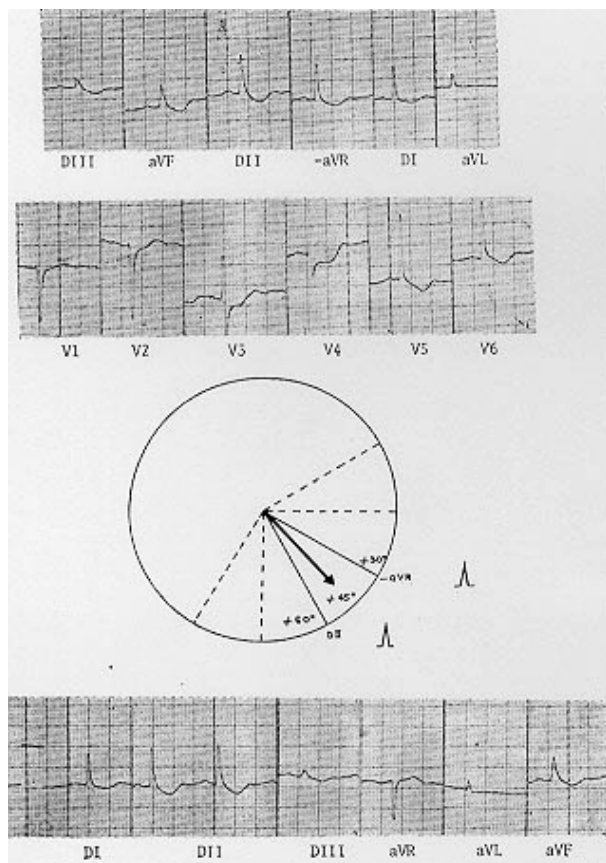 DIII aVF DII -aVR DI aVL
V1 V2 V3 V4 V5 V6
+30°
-aVR
+45°
+60°
DII
DI DII DIII aVR aVL aVF